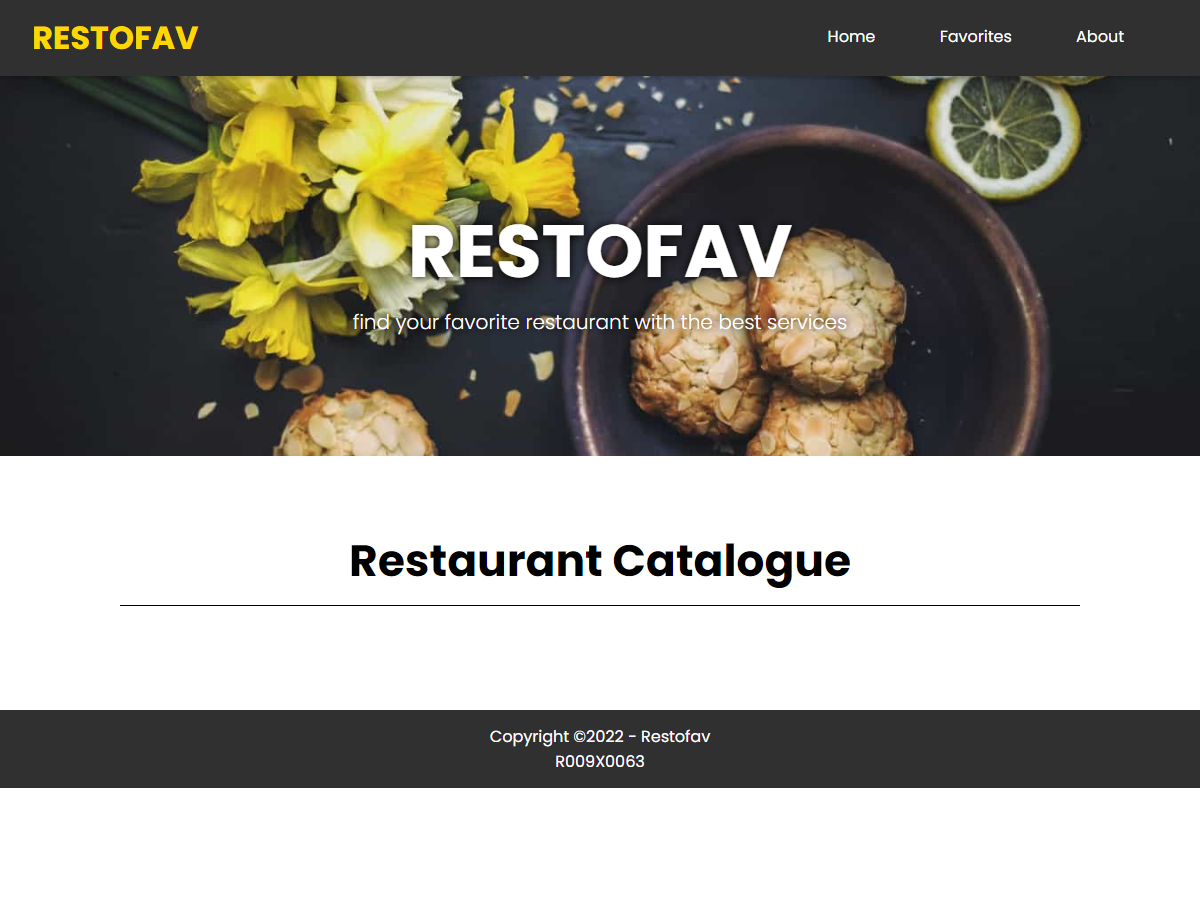 RESTOFAV
Home
Favorites
About
RESTOFAV
find your favorite restaurant with the best services
Restaurant Catalogue
Copyright ©2022 - Restofav
R009X0063